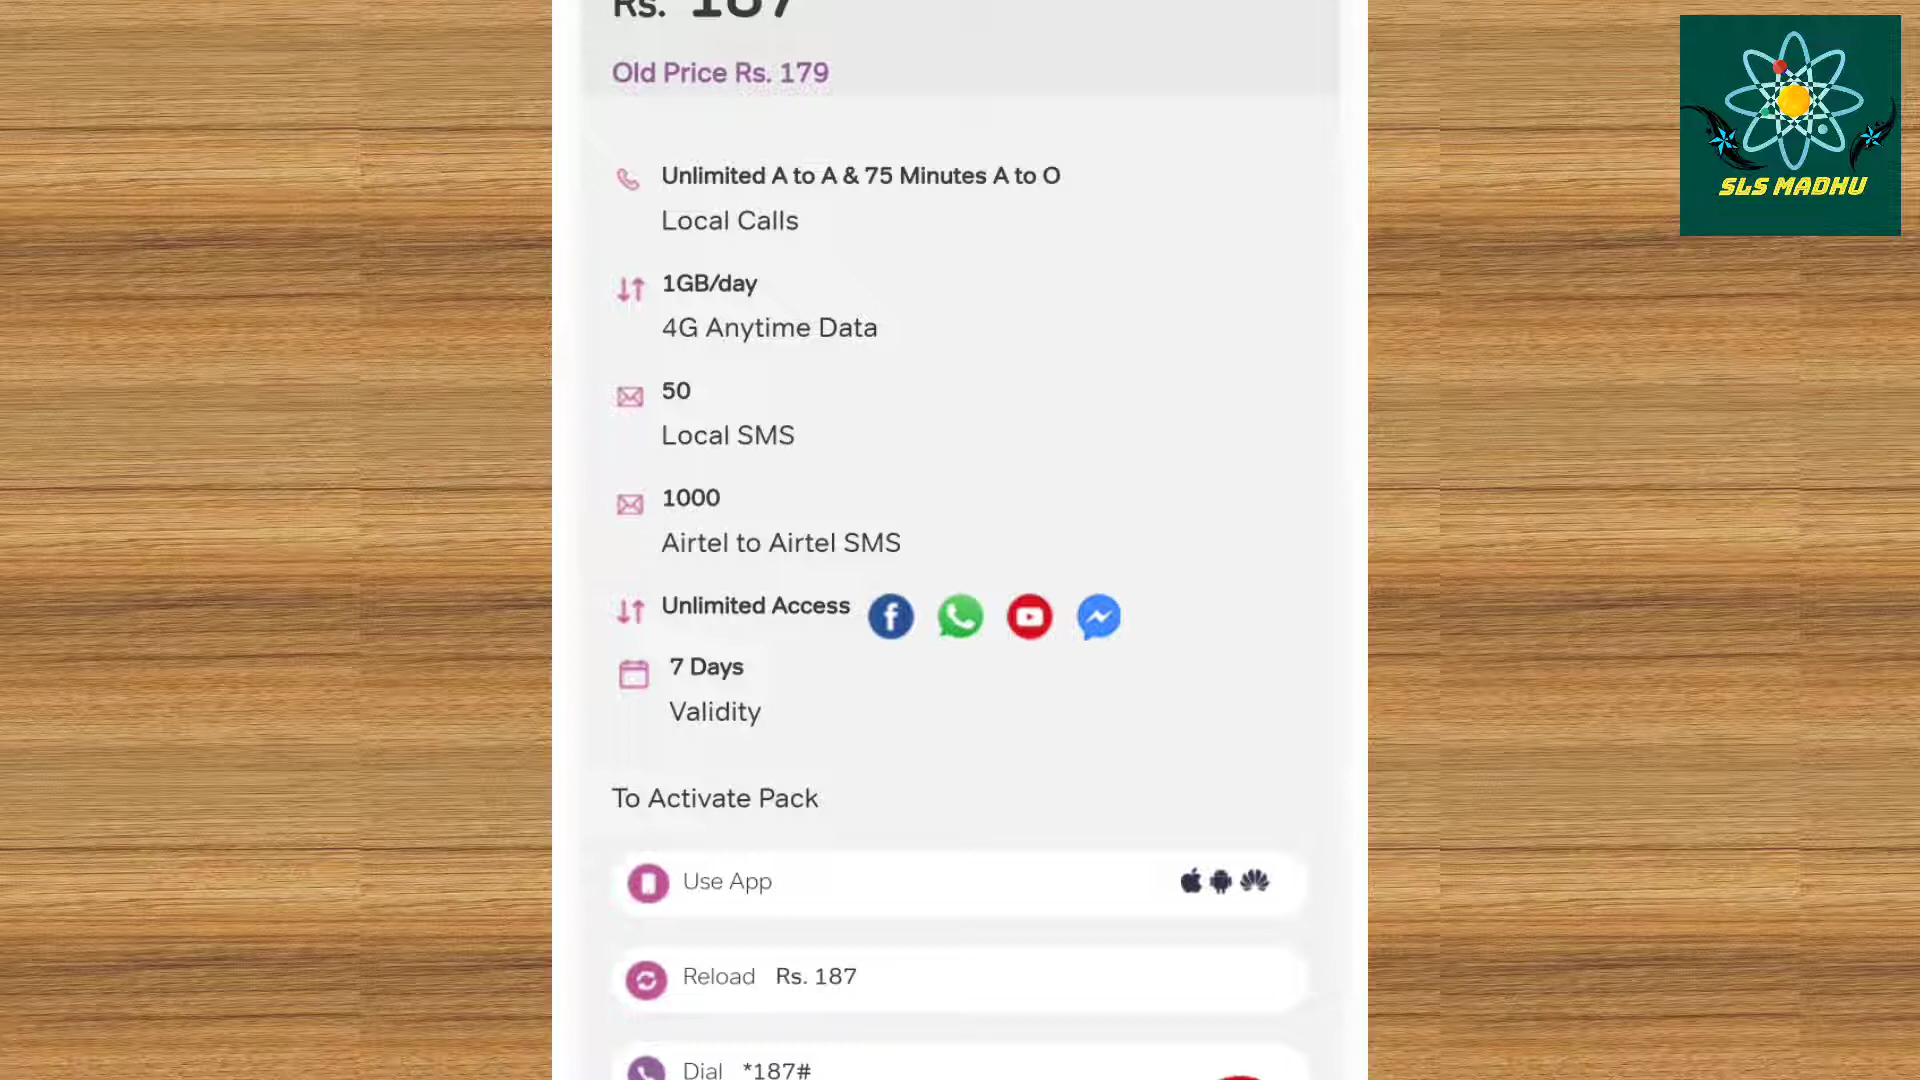 Rs. 187
Old Price Rs. 179
SLS MADHU
Unlimited A to A & 75 Minutes A to O
Local Calls
1GB/day
4G Anytime Data
50
Local SMS
1000
Airtel to Airtel SMS
Unlimited Access
7 Days
Validity
To Activate Pack
Use App
Reload Rs. 187
Dial *187#